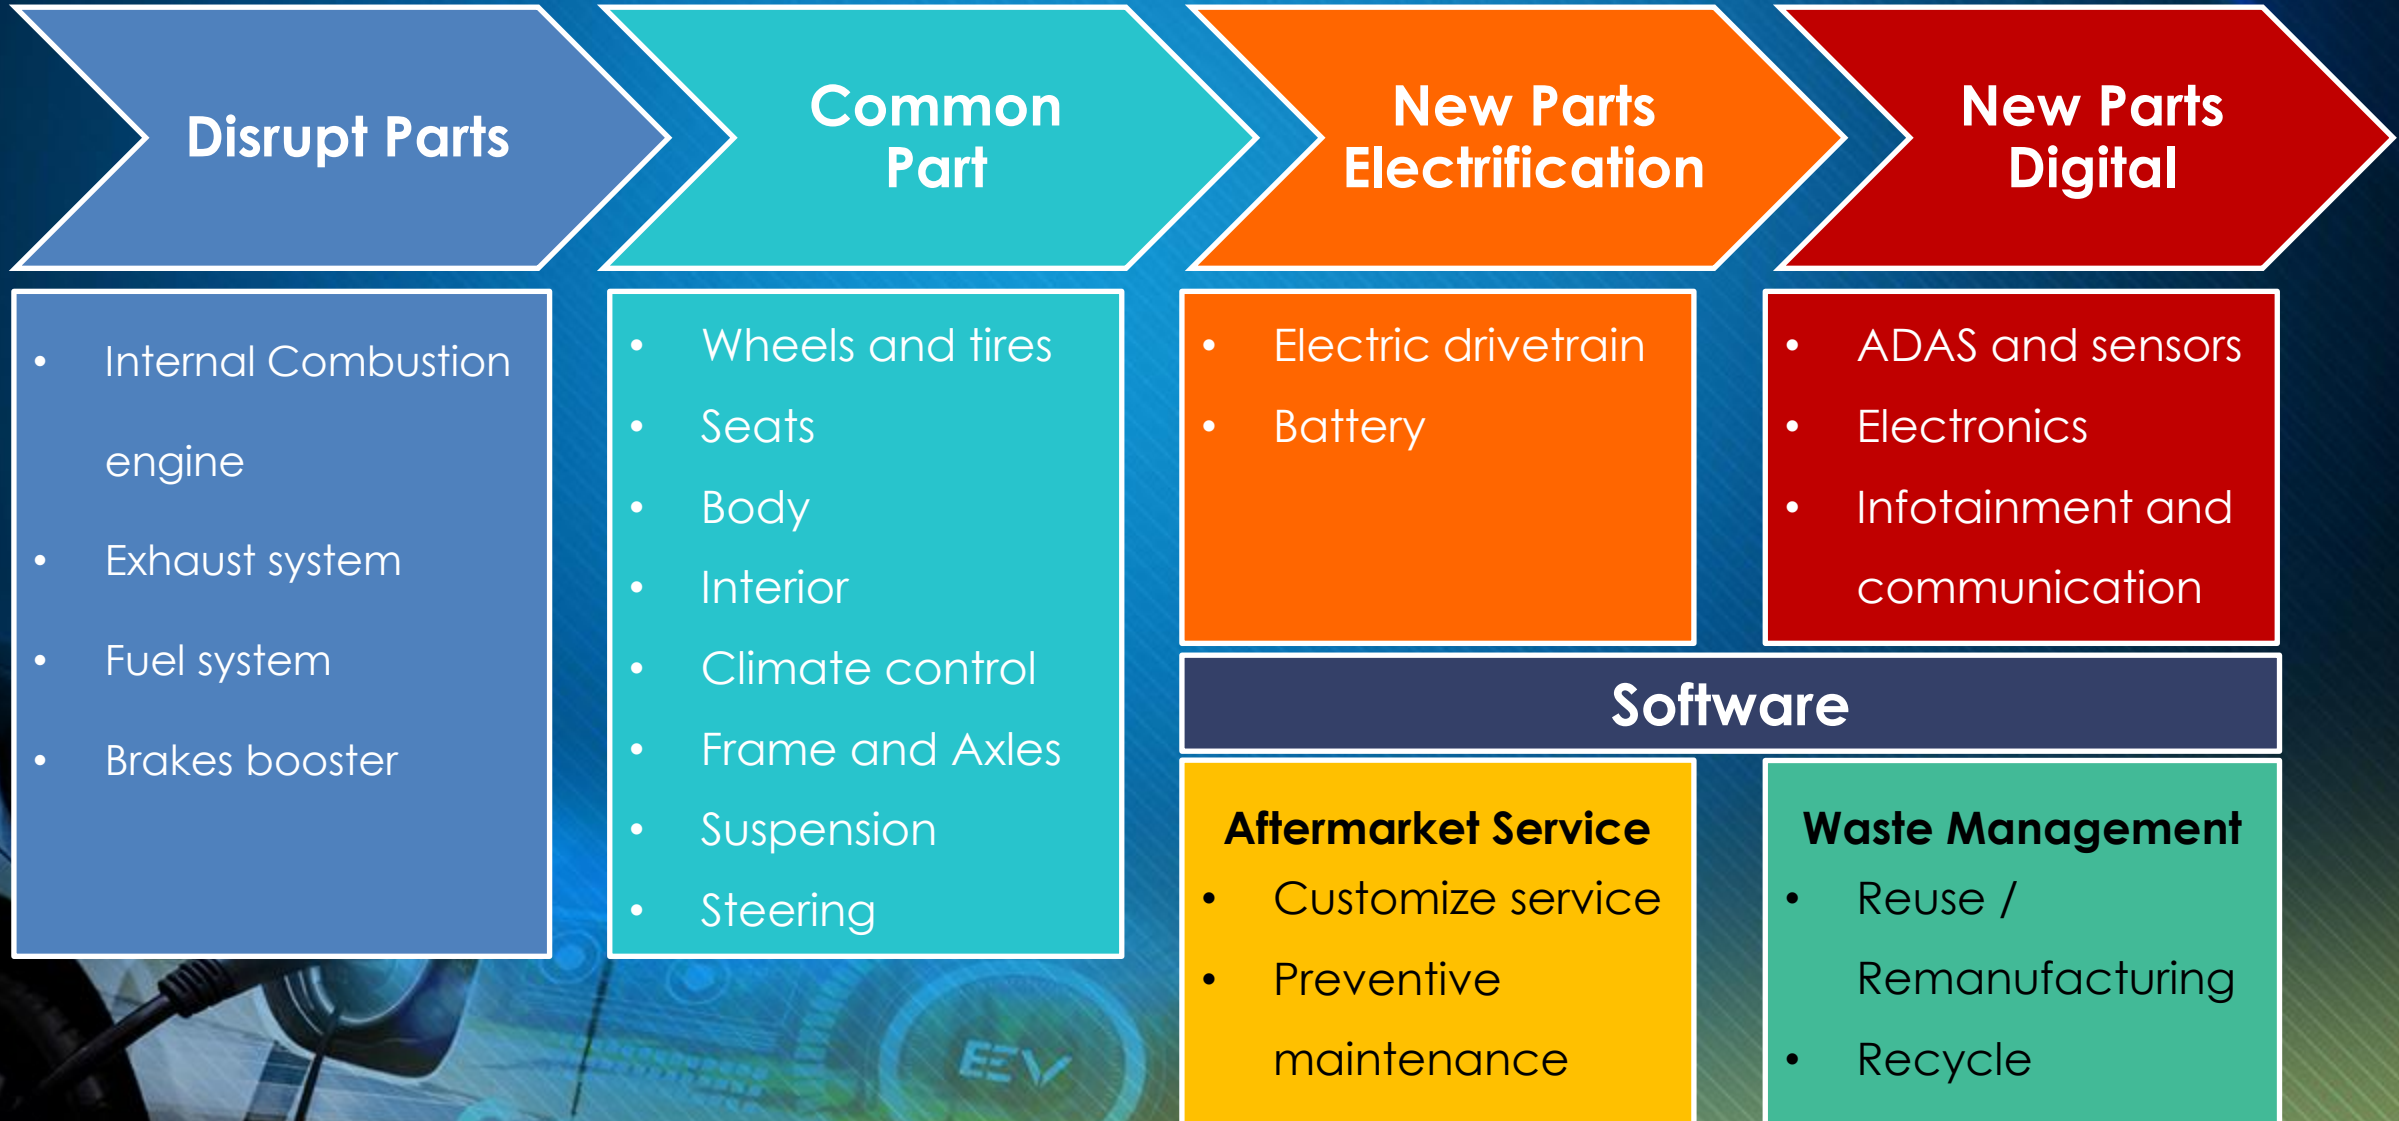 Disrupt Parts
Common
Part
New Parts
Electrification
New Parts
Digital
• Internal Combustion
engine
• Exhaust system
• Fuel system
• Brakes booster
• Wheels and tires
• Seats
• Body
• Interior
• Climate control
• Frame and Axles
• Suspension
• Steering
• Electric drivetrain
• Battery
• ADAS and sensors
• Electronics
• Infotainment and
communication
Software
Aftermarket Service
• Customize service
• Preventive
maintenance
Waste Management
• Reuse /
Remanufacturing
• Recycle
EEV